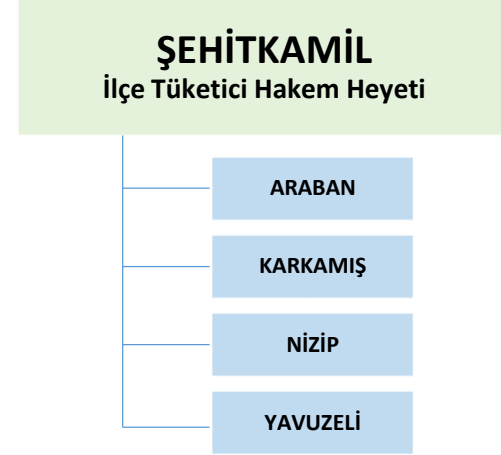 ŞEHİTKAMİL
İlçe Tüketici Hakem Heyeti
ARABAN
KARKAMIŞ
NİZİP
YAVUZELİ